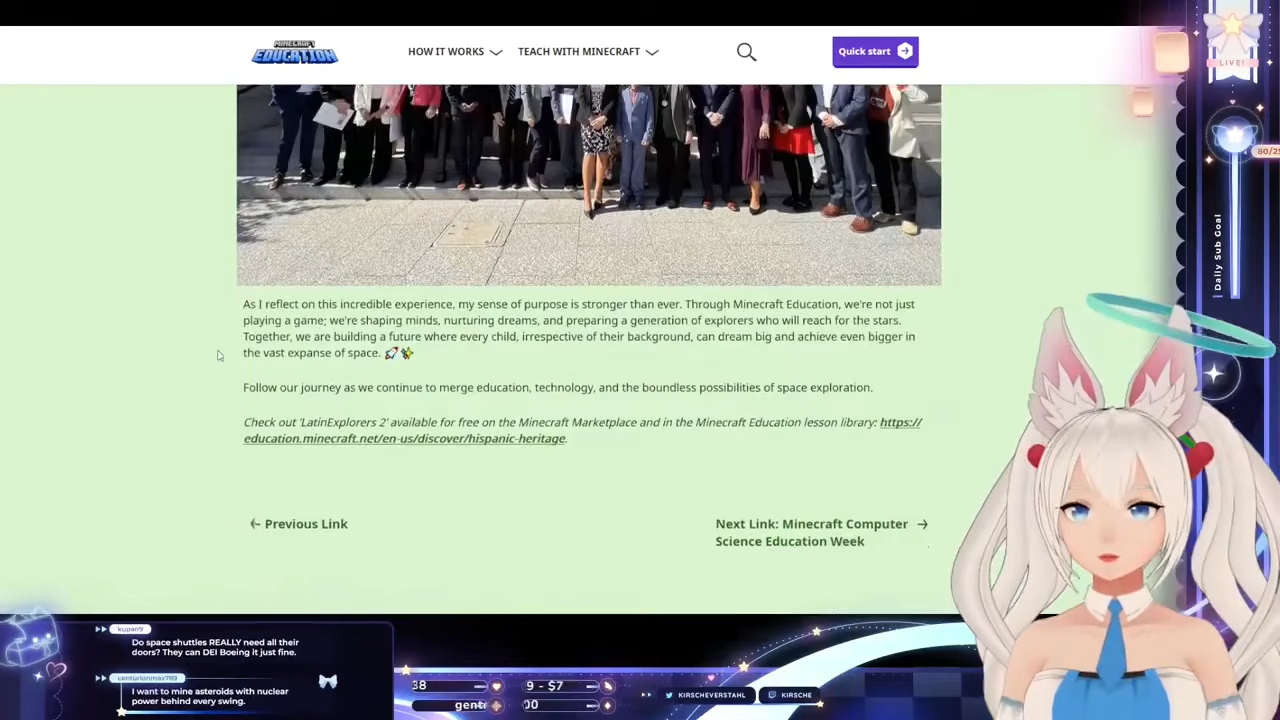 MINECRAFT
EDUCATION
HOW IT WORKS
TEACH WITH MINECRAFT
Quick start
LIVE!
80/25
Daily Sub Goal
As I reflect on this incredible experience, my sense of purpose is stronger than ever. Through Minecraft Education, we're not just
playing a game; we're shaping minds, nurturing dreams, and preparing a generation of explorers who will reach for the stars.
Together, we are building a future where every child, irrespective of their background, can dream big and achieve even bigger in
the vast expanse of space. 🚀✨
Follow our journey as we continue to merge education, technology, and the boundless possibilities of space exploration.
Check out 'LatinExplorers 2' available for free on the Minecraft Marketplace and in the Minecraft Education lesson library: https://
education.minecraft.net/en-us/discover/hispanic-heritage.
← Previous Link
Next Link: Minecraft Computer →
Science Education Week
kujpan9
Do space shuttles REALLY need all their
doors? They can DEI Boeing it just fine.
centurionmax789
I want to mine asteroids with nuclear
power behind every swing.
38
9 - $7
gent
00
KIRSCHEVERSTAHL
KIRSCHE